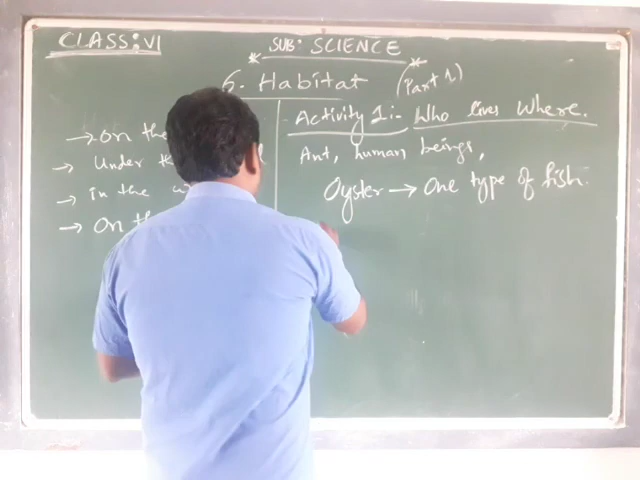 CLASS: VI
SUB: SCIENCE
6. Habitat (Part 1)
→ On the
→ Under
→ in the
→ On
Activity 1:- Who lives Where.
Ant, human beings,
Oyster → One type of fish.